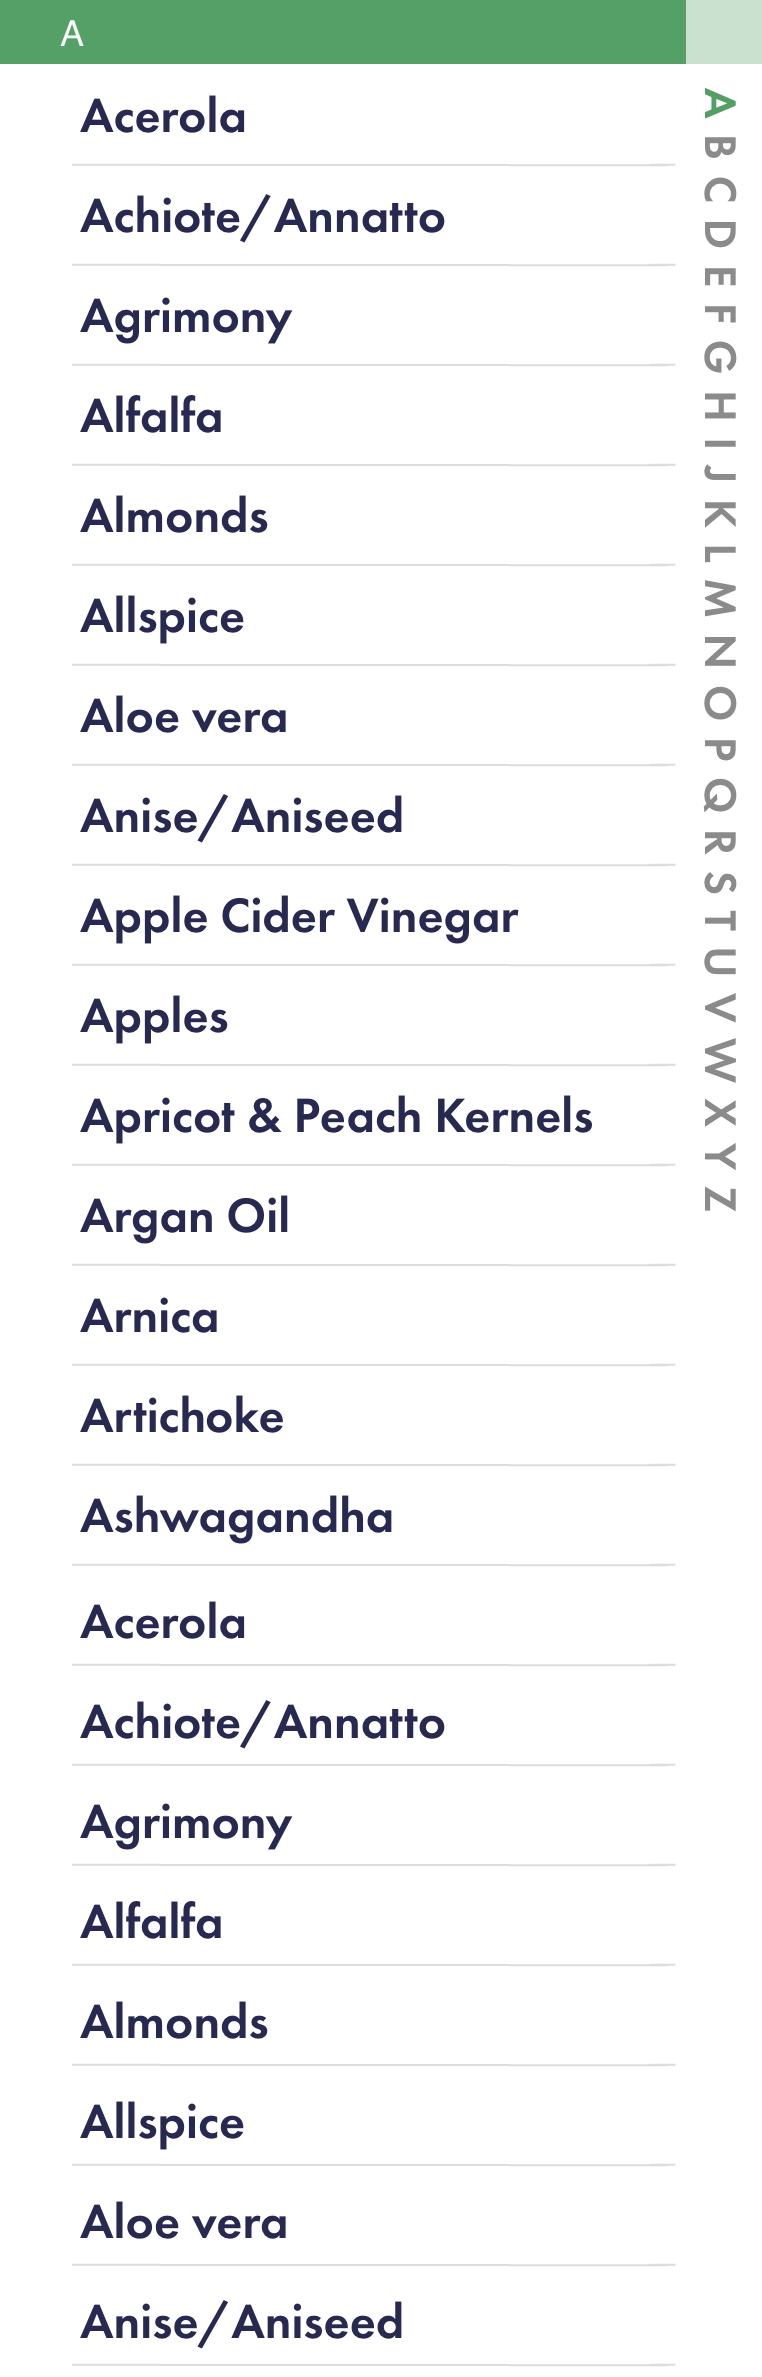 A
Acerola
Achiote/Annatto
Agrimony
Alfalfa
Almonds
Allspice
Aloe vera
Anise/Aniseed
Apple Cider Vinegar
Apples
Apricot & Peach Kernels
Argan Oil
Arnica
Artichoke
Ashwagandha
Acerola
Achiote/Annatto
Agrimony
Alfalfa
Almonds
Allspice
Aloe vera
Anise/Aniseed
A B C D E F G H I J K L M N O P Q R S T U V W X Y Z